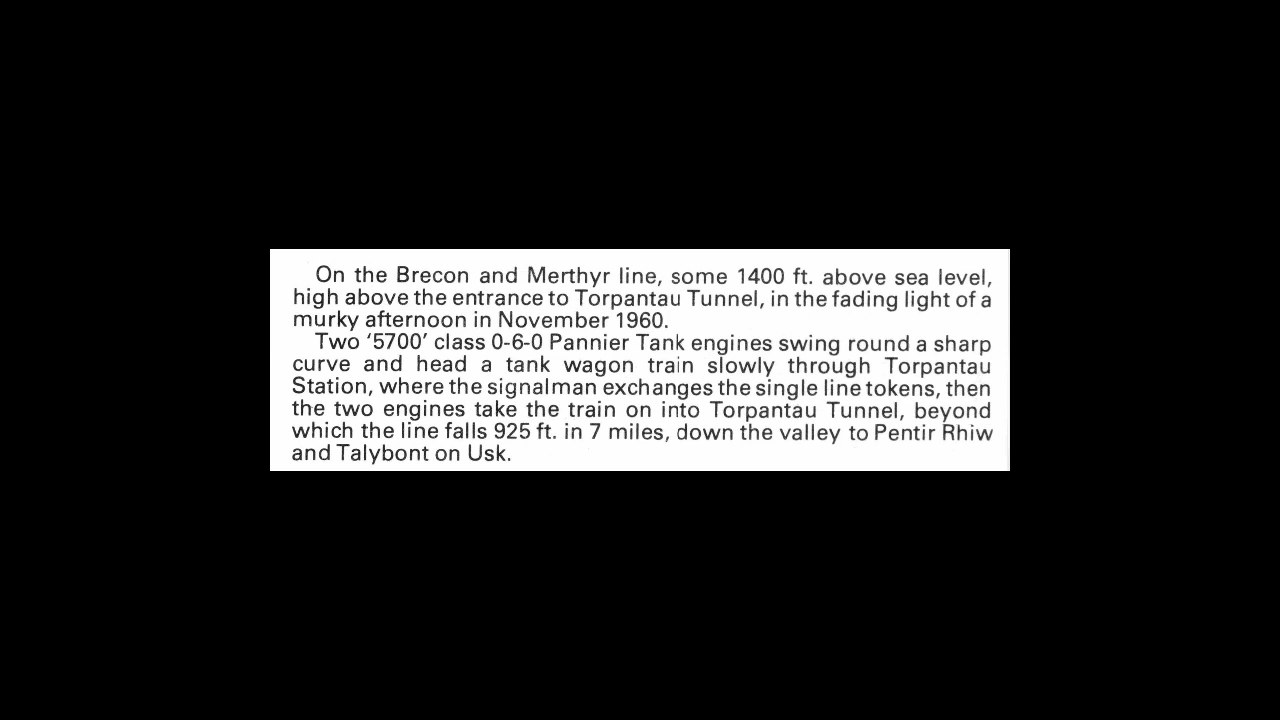 On the Brecon and Merthyr line, some 1400 ft. above sea level,
high above the entrance to Torpantau Tunnel, in the fading light of a
murky afternoon in November 1960.
Two ‘5700’ class 0-6-0 Pannier Tank engines swing round a sharp
curve and head a tank wagon train slowly through Torpantau
Station, where the signalman exchanges the single line tokens, then
the two engines take the train on into Torpantau Tunnel, beyond
which the line falls 925 ft. in 7 miles, down the valley to Pentir Rhiw
and Talybont on Usk.